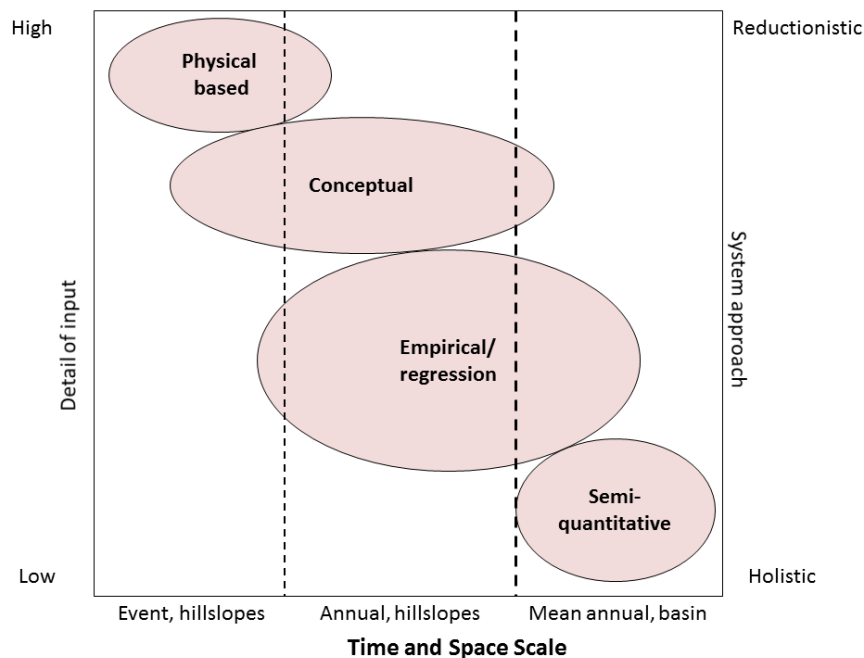 High
Reductionistic
Physical
based
Conceptual
Detail of input
System approach
Empirical/
regression
Semi-
quantitative
Low
Holistic
Event, hillslopes
Annual, hillslopes
Mean annual, basin
Time and Space Scale